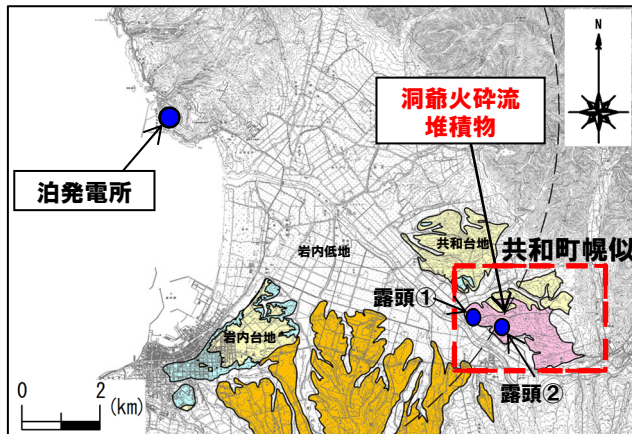 N
洞爺火砕流
堆積物
泊発電所
共和台地
共和町幌似
岩内低地
露頭①
岩内台地
露頭②
0 2
(km)